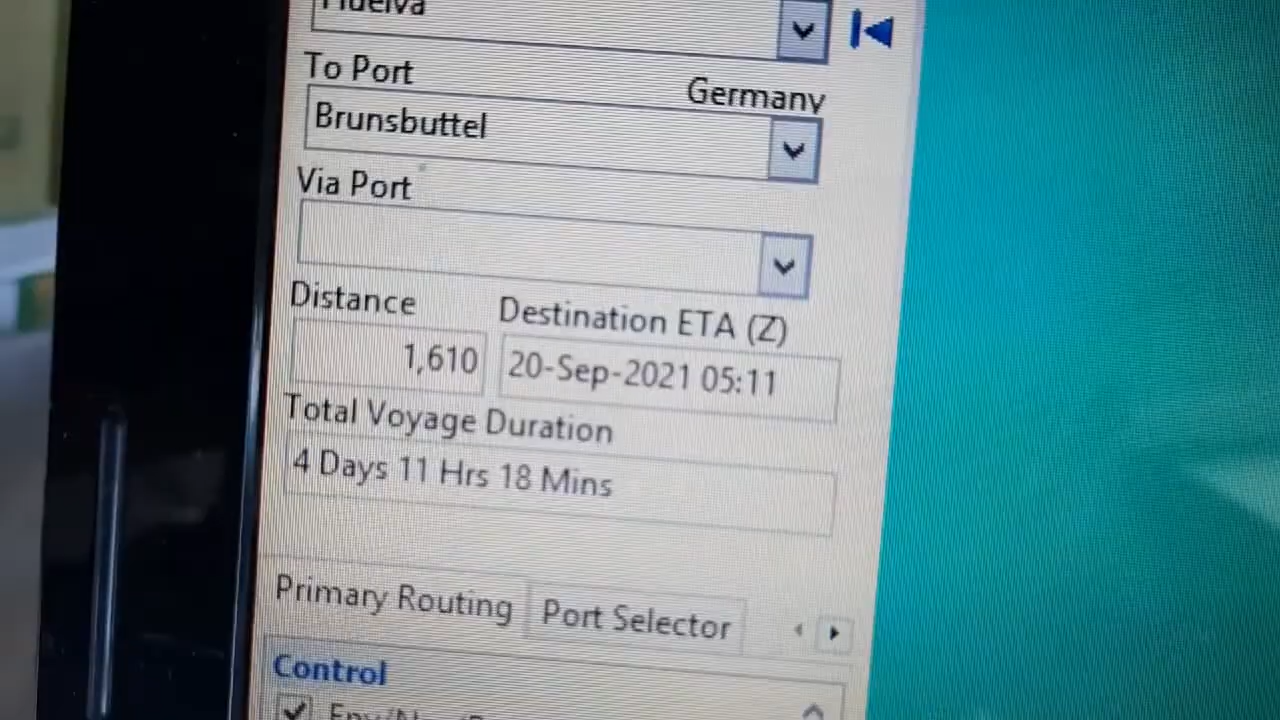 Huelva
To Port
Germany
Brunsbuttel
Via Port
Distance
Destination ETA (Z)
1,610
20-Sep-2021 05:11
Total Voyage Duration
4 Days 11 Hrs 18 Mins
Primary Routing
Port Selector
Control